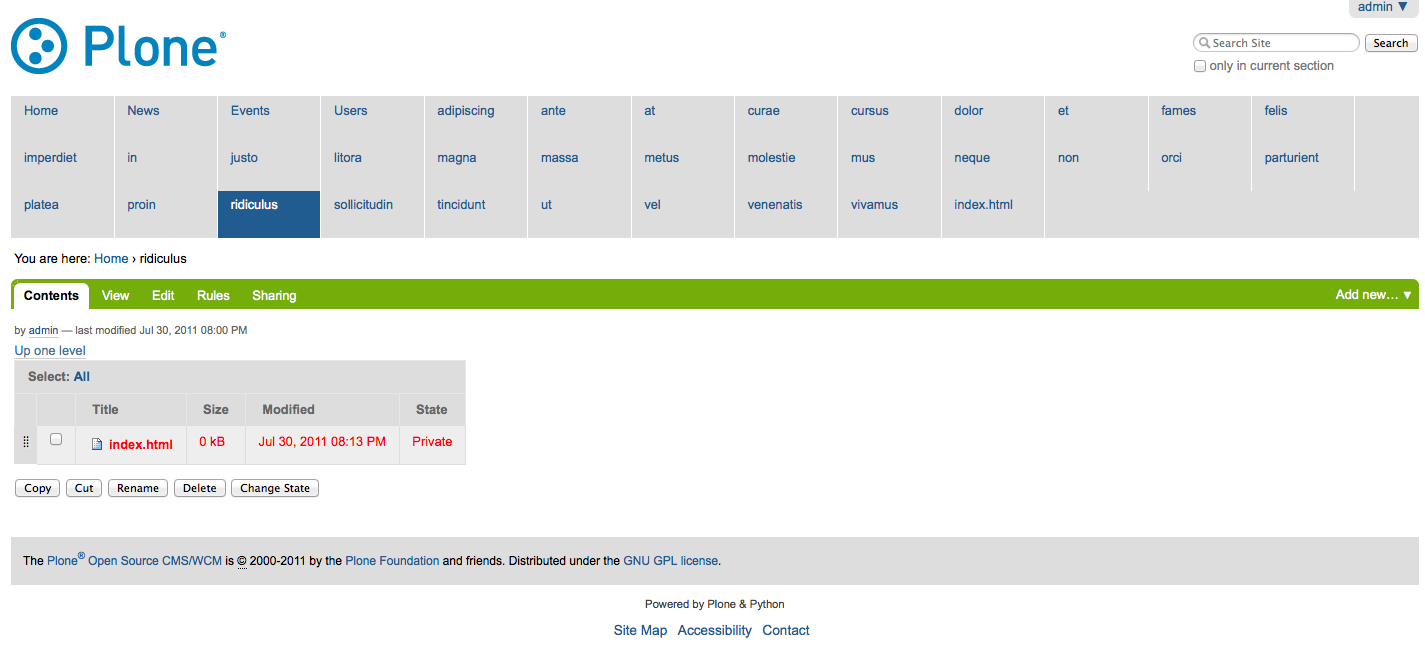 admin ▼
Plone®
Search Site Search
only in current section
Home News Events Users adipiscing ante at curae cursus dolor et fames felis
imperdiet in justo litora magna massa metus molestie mus neque non orci parturient
platea proin ridiculus sollicitudin tincidunt ut vel venenatis vivamus index.html
You are here: Home › ridiculus
Contents View Edit Rules Sharing Add new… ▼
by admin — last modified Jul 30, 2011 08:00 PM
Up one level
Select: All
Title Size Modified State
index.html 0 kB Jul 30, 2011 08:13 PM Private
Copy Cut Rename Delete Change State
The Plone® Open Source CMS/WCM is © 2000-2011 by the Plone Foundation and friends. Distributed under the GNU GPL license.
Powered by Plone & Python
Site Map Accessibility Contact